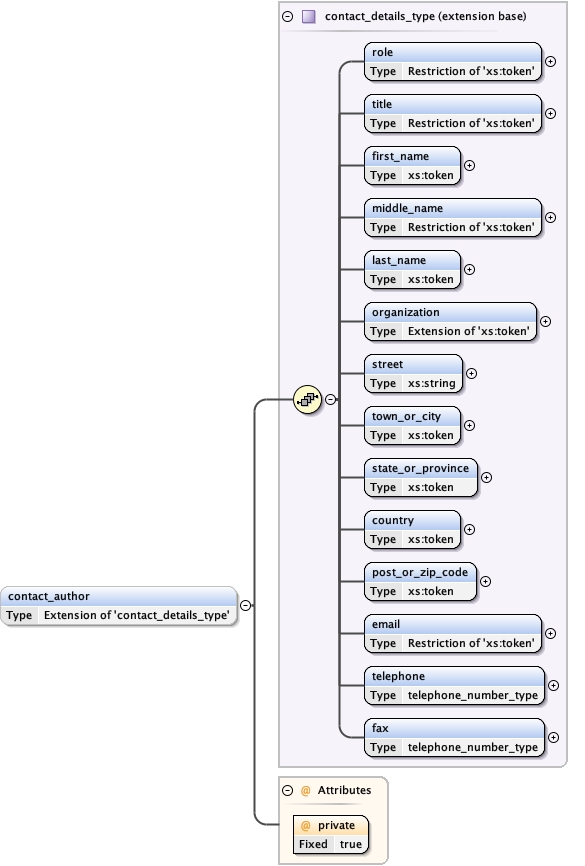 contact_details_type (extension base)
role
Type Restriction of 'xs:token'
title
Type Restriction of 'xs:token'
first_name
Type xs:token
middle_name
Type Restriction of 'xs:token'
last_name
Type xs:token
organization
Type Extension of 'xs:token'
street
Type xs:string
town_or_city
Type xs:token
state_or_province
Type xs:token
country
Type xs:token
post_or_zip_code
Type xs:token
contact_author
Type Extension of 'contact_details_type'
email
Type Restriction of 'xs:token'
telephone
Type telephone_number_type
fax
Type telephone_number_type
@ Attributes
@ private
Fixed true